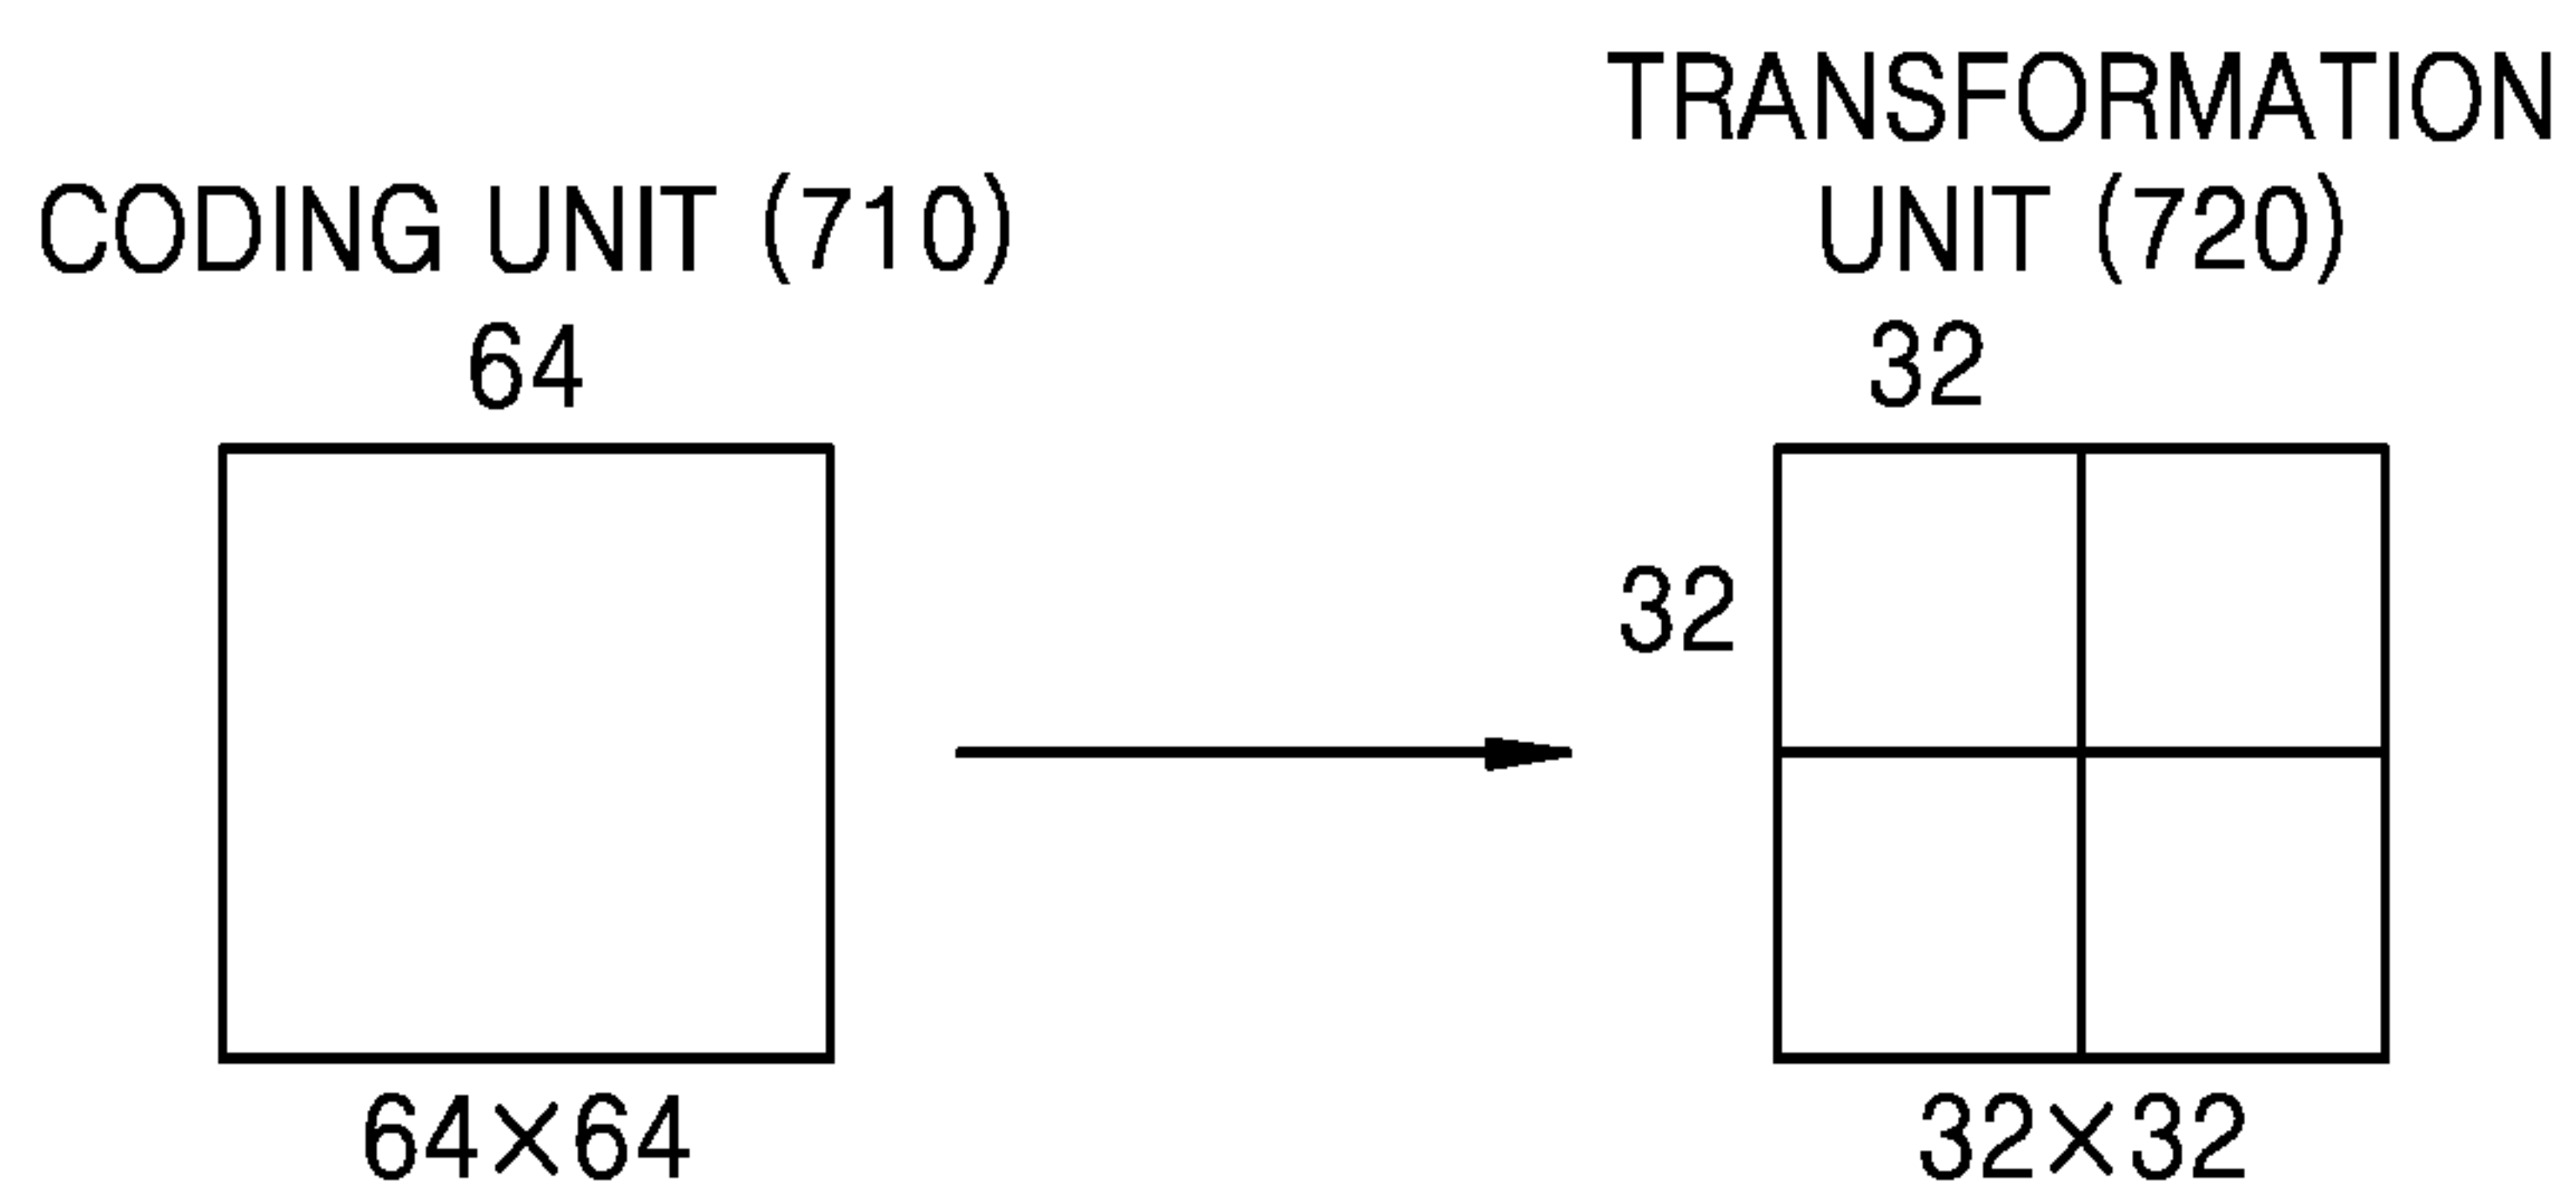 CODING UNIT (710)
64
64×64
TRANSFORMATION
UNIT (720)
32
32
32×32